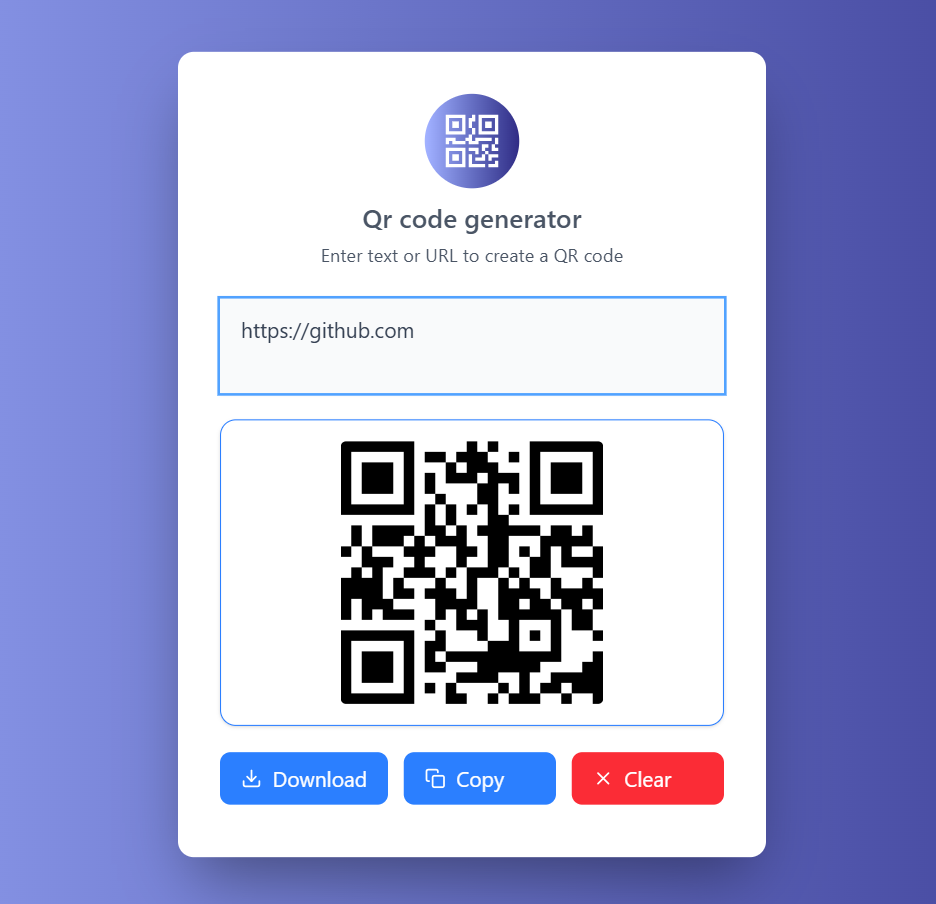 Qr code generator
Enter text or URL to create a QR code
https://github.com
Download
Copy
Clear